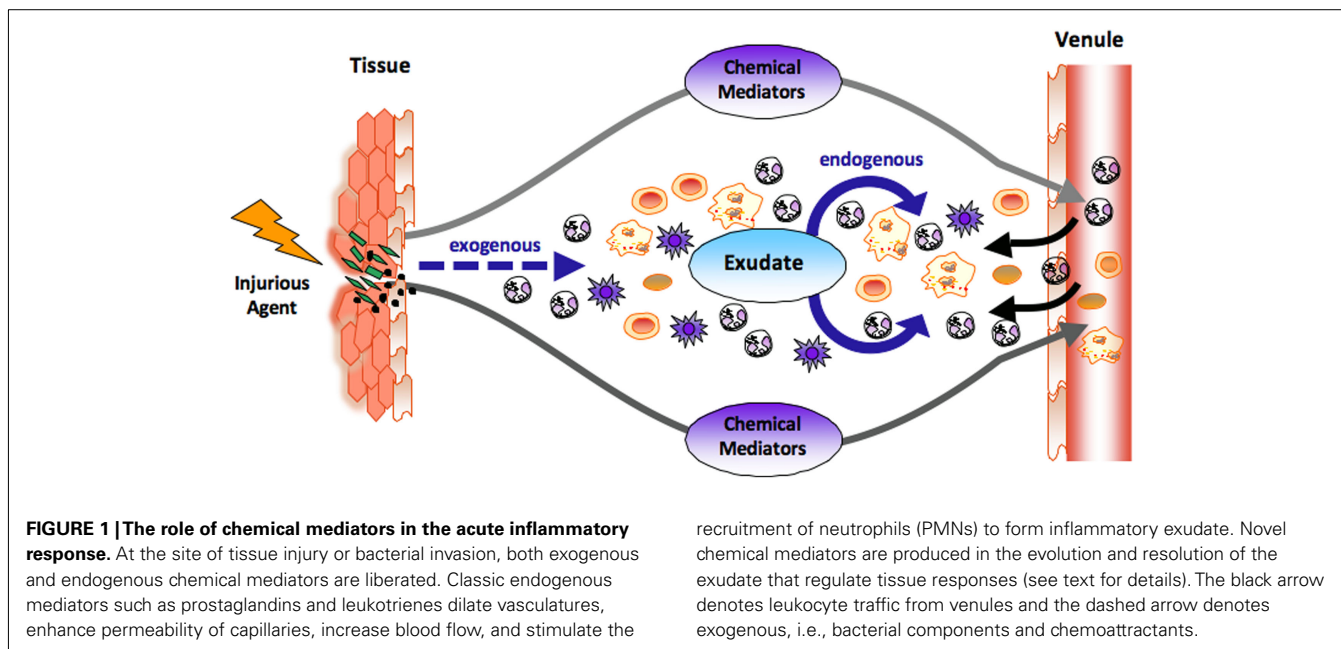 Tissue
Chemical
Mediators
Venule
endogenous
exogenous
Exudate
Injurious
Agent
Chemical
Mediators
FIGURE 1 | The role of chemical mediators in the acute inflammatory
response. At the site of tissue injury or bacterial invasion, both exogenous
and endogenous chemical mediators are liberated. Classic endogenous
mediators such as prostaglandins and leukotrienes dilate vasculatures,
enhance permeability of capillaries, increase blood flow, and stimulate the
recruitment of neutrophils (PMNs) to form inflammatory exudate. Novel
chemical mediators are produced in the evolution and resolution of the
exudate that regulate tissue responses (see text for details). The black arrow
denotes leukocyte traffic from venules and the dashed arrow denotes
exogenous, i.e., bacterial components and chemoattractants.